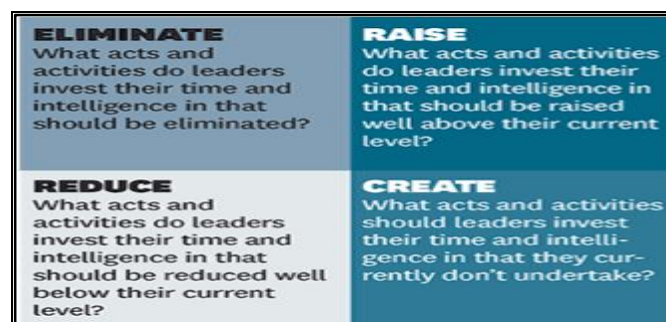 ELIMINATE
What acts and
activities do leaders
invest their time and
intelligence in that
should be eliminated?
RAISE
What acts and activities
do leaders invest their
time and intelligence in
that should be raised
well above their current
level?
REDUCE
What acts and
activities do leaders
invest their time and
intelligence in that
should be reduced well
below their current
level?
CREATE
What acts and activities
should leaders invest
their time and intelli-
gence in that they cur-
rently don't undertake?